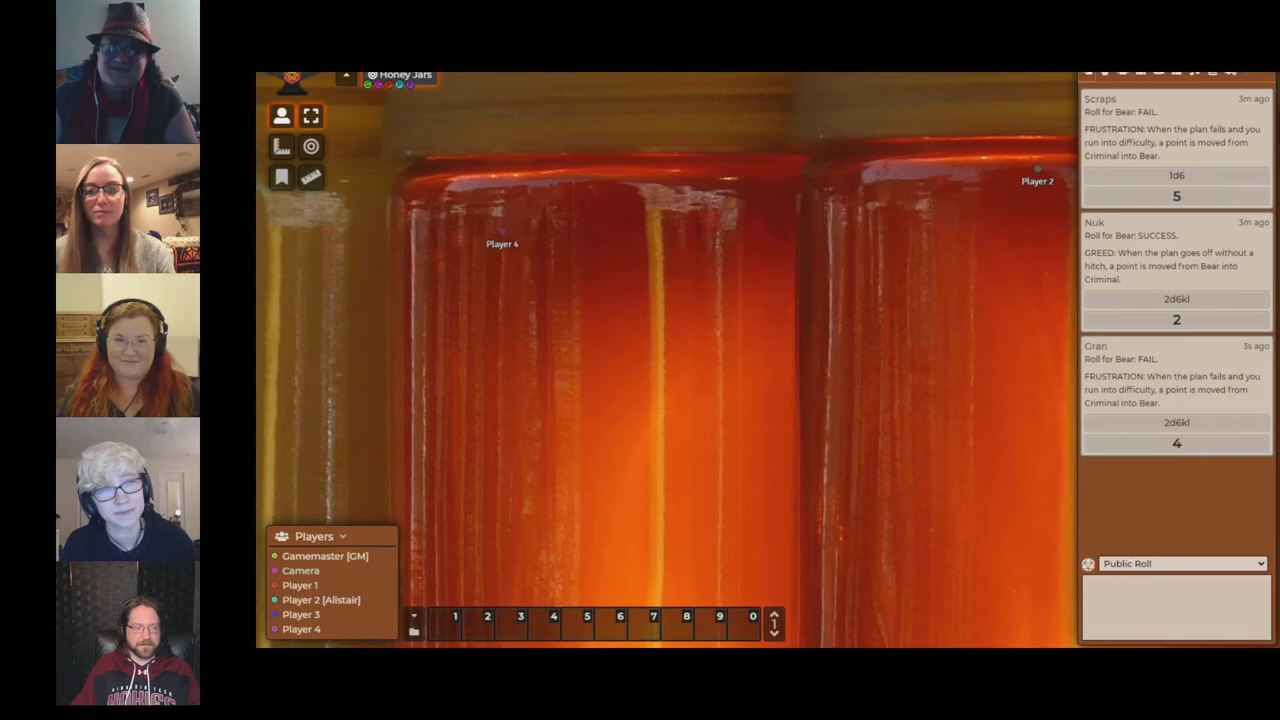 Honey Jars
Player 4
Player 2
Players
Gamemaster [GM]
Camera
Player 1
Player 2 [Alistair]
Player 3
Player 4
1 2 3 4 5 6 7 8 9 0
1
Scraps 3m ago
Roll for Bear: FAIL.
FRUSTRATION: When the plan fails and you
run into difficulty, a point is moved from
Criminal into Bear.
1d6
5
Nuk 3m ago
Roll for Bear: SUCCESS.
GREED: When the plan goes off without a
hitch, a point is moved from Bear into
Criminal.
2d6kl
2
Gran 3s ago
Roll for Bear: FAIL.
FRUSTRATION: When the plan fails and you
run into difficulty, a point is moved from
Criminal into Bear.
2d6kl
4
Public Roll
HOKIES